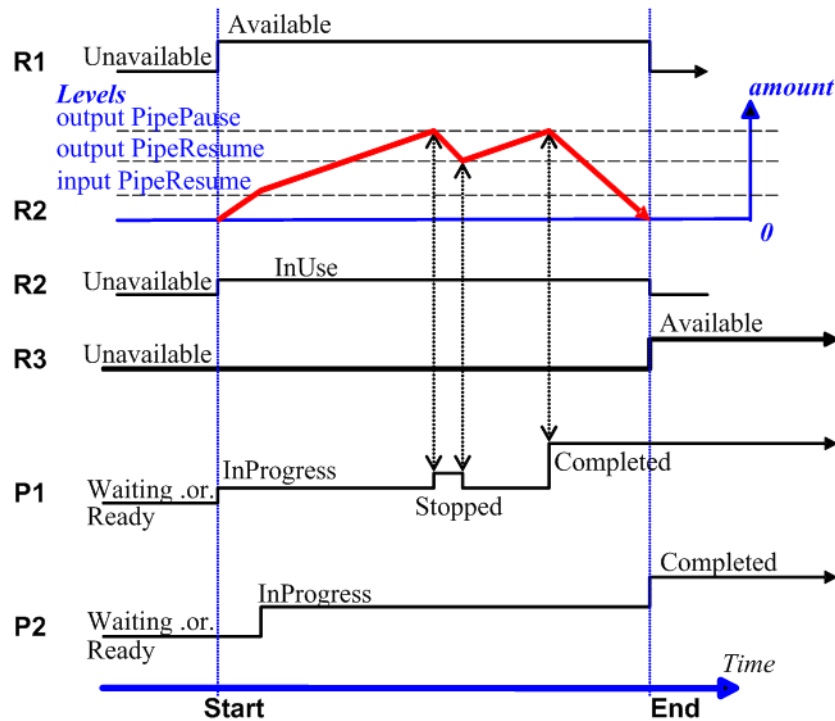 Available
R1
Unavailable
Levels
amount
output PipePause
output PipeResume
input PipeResume
R2
0
R2
Unavailable
InUse
Available
R3
Unavailable
InProgress
Completed
P1
Waiting .or.
Ready
Stopped
Completed
InProgress
P2
Waiting .or.
Ready
Time
Start
End